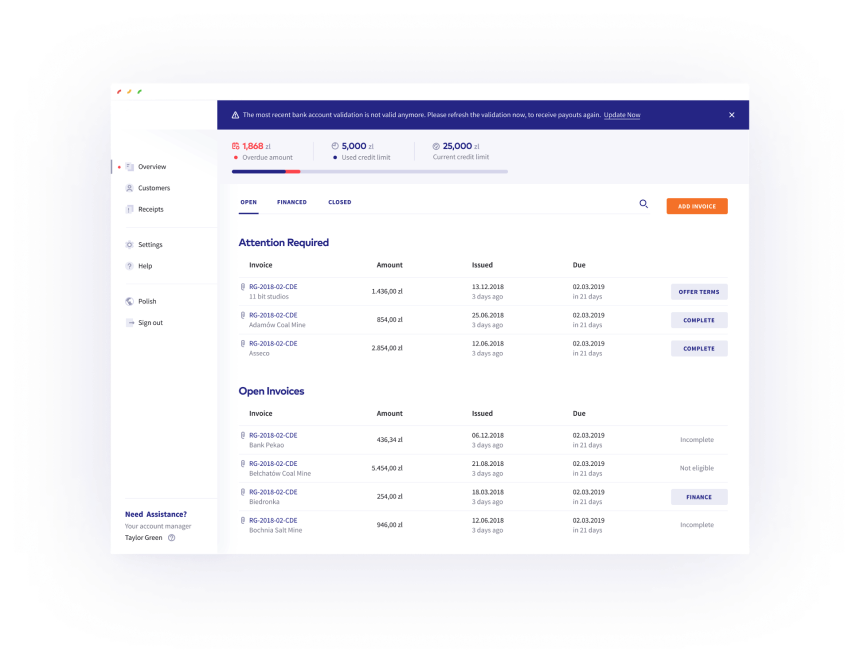 The most recent bank account validation is not valid anymore. Please refresh the validation now, to receive payouts again. Update Now
1,868 zł
Overdue amount
5,000 zł
Used credit limit
25,000 zł
Current credit limit
Overview
Customers
Receipts
Settings
Help
Polish
Sign out
Need Assistance?
Your account manager
Taylor Green
OPEN FINANCED CLOSED
ADD INVOICE
Attention Required
Invoice Amount Issued Due
RG-2018-02-CDE 1.436,00 zł 13.12.2018 02.03.2019 OFFER TERMS
11 bit studios 3 days ago in 21 days
RG-2018-02-CDE 854,00 zł 25.06.2018 02.03.2019 COMPLETE
Adamów Coal Mine 3 days ago in 21 days
RG-2018-02-CDE 2.854,00 zł 12.06.2018 02.03.2019 COMPLETE
Asseco 3 days ago in 21 days
Open Invoices
Invoice Amount Issued Due
RG-2018-02-CDE 436,34 zł 06.12.2018 02.03.2019 Incomplete
Bank Pekao 3 days ago in 21 days
RG-2018-02-CDE 5.454,00 zł 21.08.2018 02.03.2019 Not eligible
Bełchatów Coal Mine 3 days ago in 21 days
RG-2018-02-CDE 254,00 zł 18.03.2018 02.03.2019 FINANCE
Biedronka 3 days ago in 21 days
RG-2018-02-CDE 946,00 zł 12.06.2018 02.03.2019 Incomplete
Bochnia Salt Mine 3 days ago in 21 days